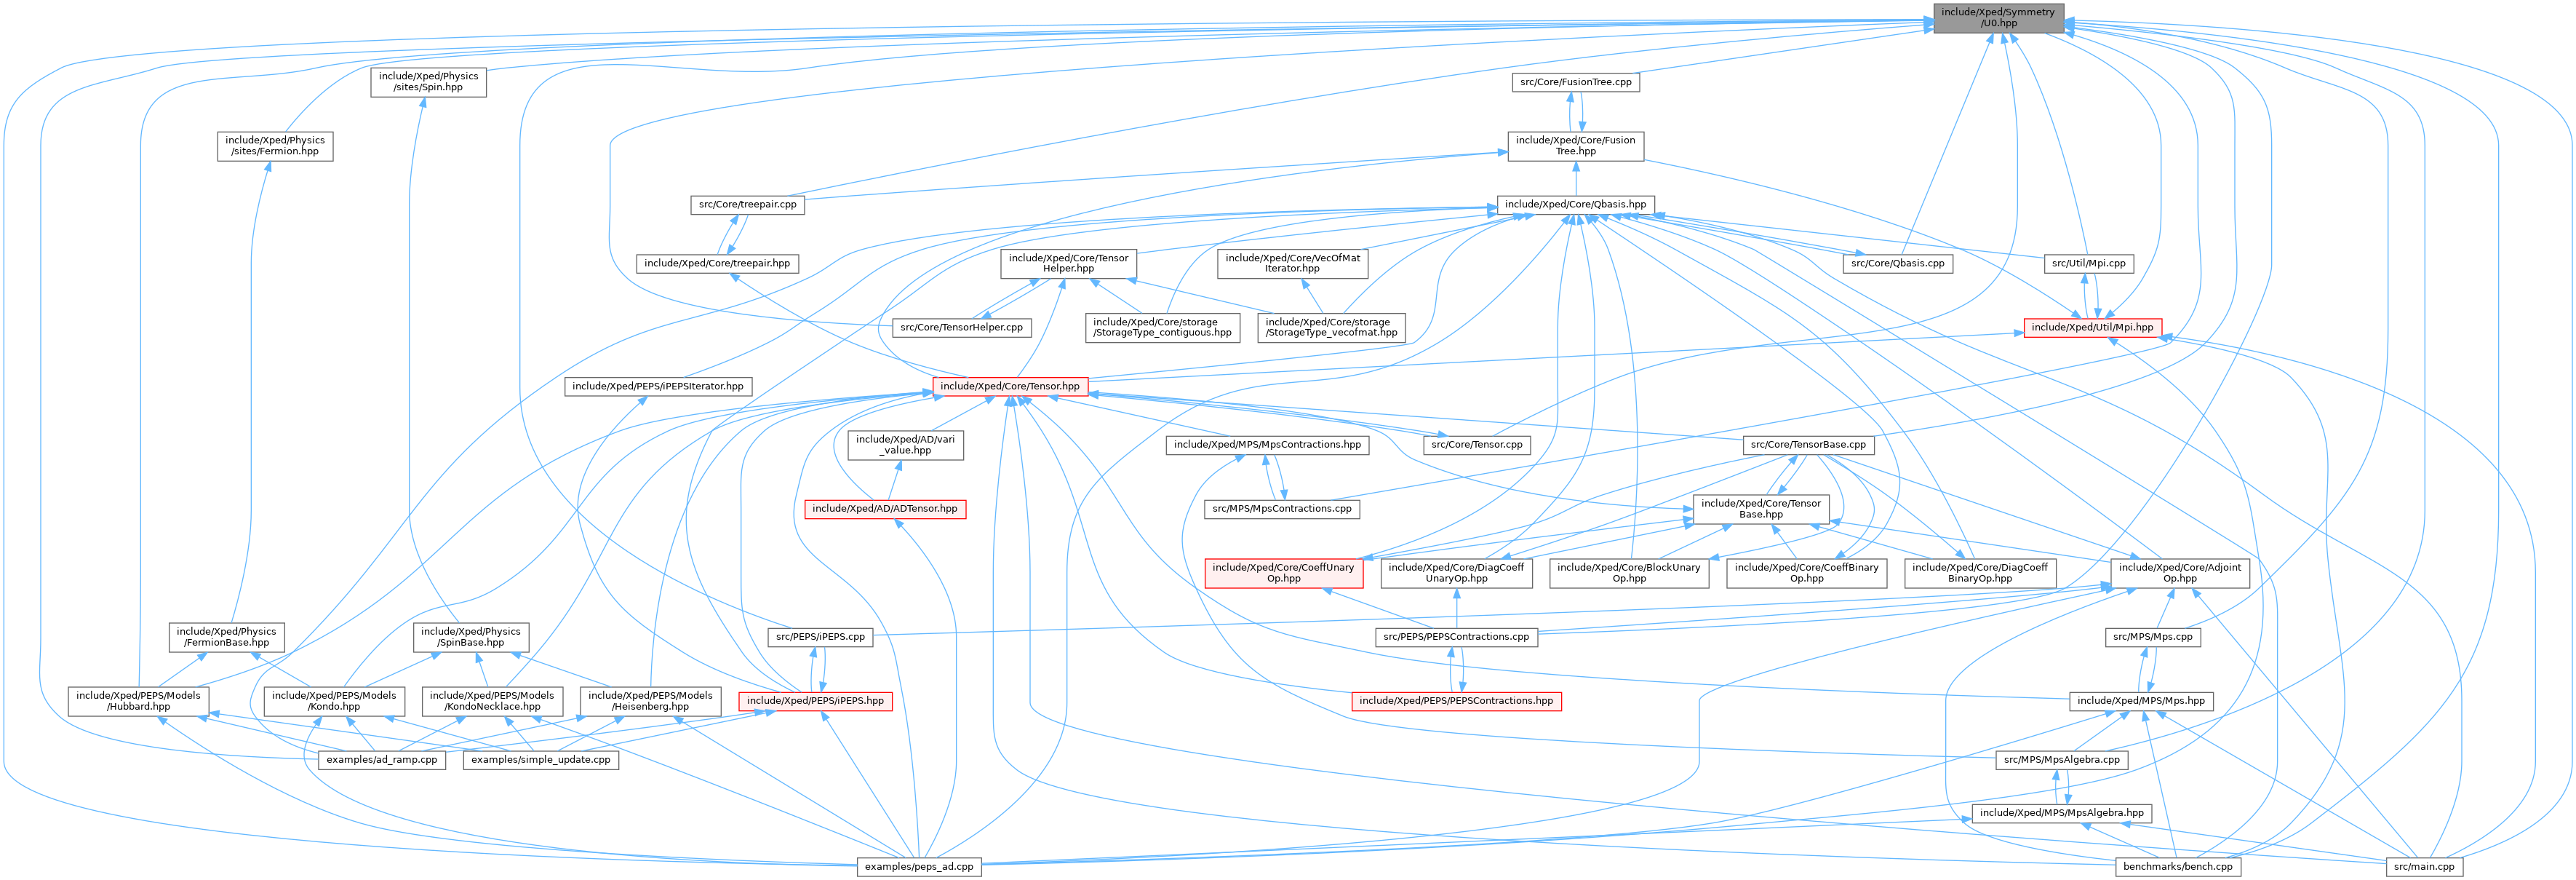 include/Xped/Symmetry
/U0.hpp
include/Xped/Physics
/sites/Spin.hpp
src/Core/FusionTree.cpp
include/Xped/Physics
/sites/Fermion.hpp
include/Xped/Core/Fusion
Tree.hpp
src/Core/treepair.cpp
include/Xped/Core/Qbasis.hpp
include/Xped/Core/treepair.hpp
include/Xped/Core/Tensor
Helper.hpp
include/Xped/Core/VecOfMat
Iterator.hpp
src/Core/Qbasis.cpp
src/Util/Mpi.cpp
src/Core/TensorHelper.cpp
include/Xped/Core/storage
/StorageType_contiguous.hpp
include/Xped/Core/storage
/StorageType_vecofmat.hpp
include/Xped/Util/Mpi.hpp
include/Xped/PEPS/iPEPSIterator.hpp
include/Xped/Core/Tensor.hpp
include/Xped/AD/vari
_value.hpp
include/Xped/MPS/MpsContractions.hpp
src/Core/Tensor.cpp
src/Core/TensorBase.cpp
include/Xped/AD/ADTensor.hpp
src/MPS/MpsContractions.cpp
include/Xped/Core/Tensor
Base.hpp
include/Xped/Core/CoeffUnary
Op.hpp
include/Xped/Core/DiagCoeff
UnaryOp.hpp
include/Xped/Core/BlockUnary
Op.hpp
include/Xped/Core/CoeffBinary
Op.hpp
include/Xped/Core/DiagCoeff
BinaryOp.hpp
include/Xped/Core/Adjoint
Op.hpp
include/Xped/Physics
/FermionBase.hpp
include/Xped/Physics
/SpinBase.hpp
src/PEPS/iPEPS.cpp
src/PEPS/PEPSContractions.cpp
src/MPS/Mps.cpp
include/Xped/PEPS/Models
/Hubbard.hpp
include/Xped/PEPS/Models
/Kondo.hpp
include/Xped/PEPS/Models
/KondoNecklace.hpp
include/Xped/PEPS/Models
/Heisenberg.hpp
include/Xped/PEPS/iPEPS.hpp
include/Xped/PEPS/PEPSContractions.hpp
include/Xped/MPS/Mps.hpp
examples/ad_ramp.cpp
examples/simple_update.cpp
src/MPS/MpsAlgebra.cpp
include/Xped/MPS/MpsAlgebra.hpp
examples/peps_ad.cpp
benchmarks/bench.cpp
src/main.cpp